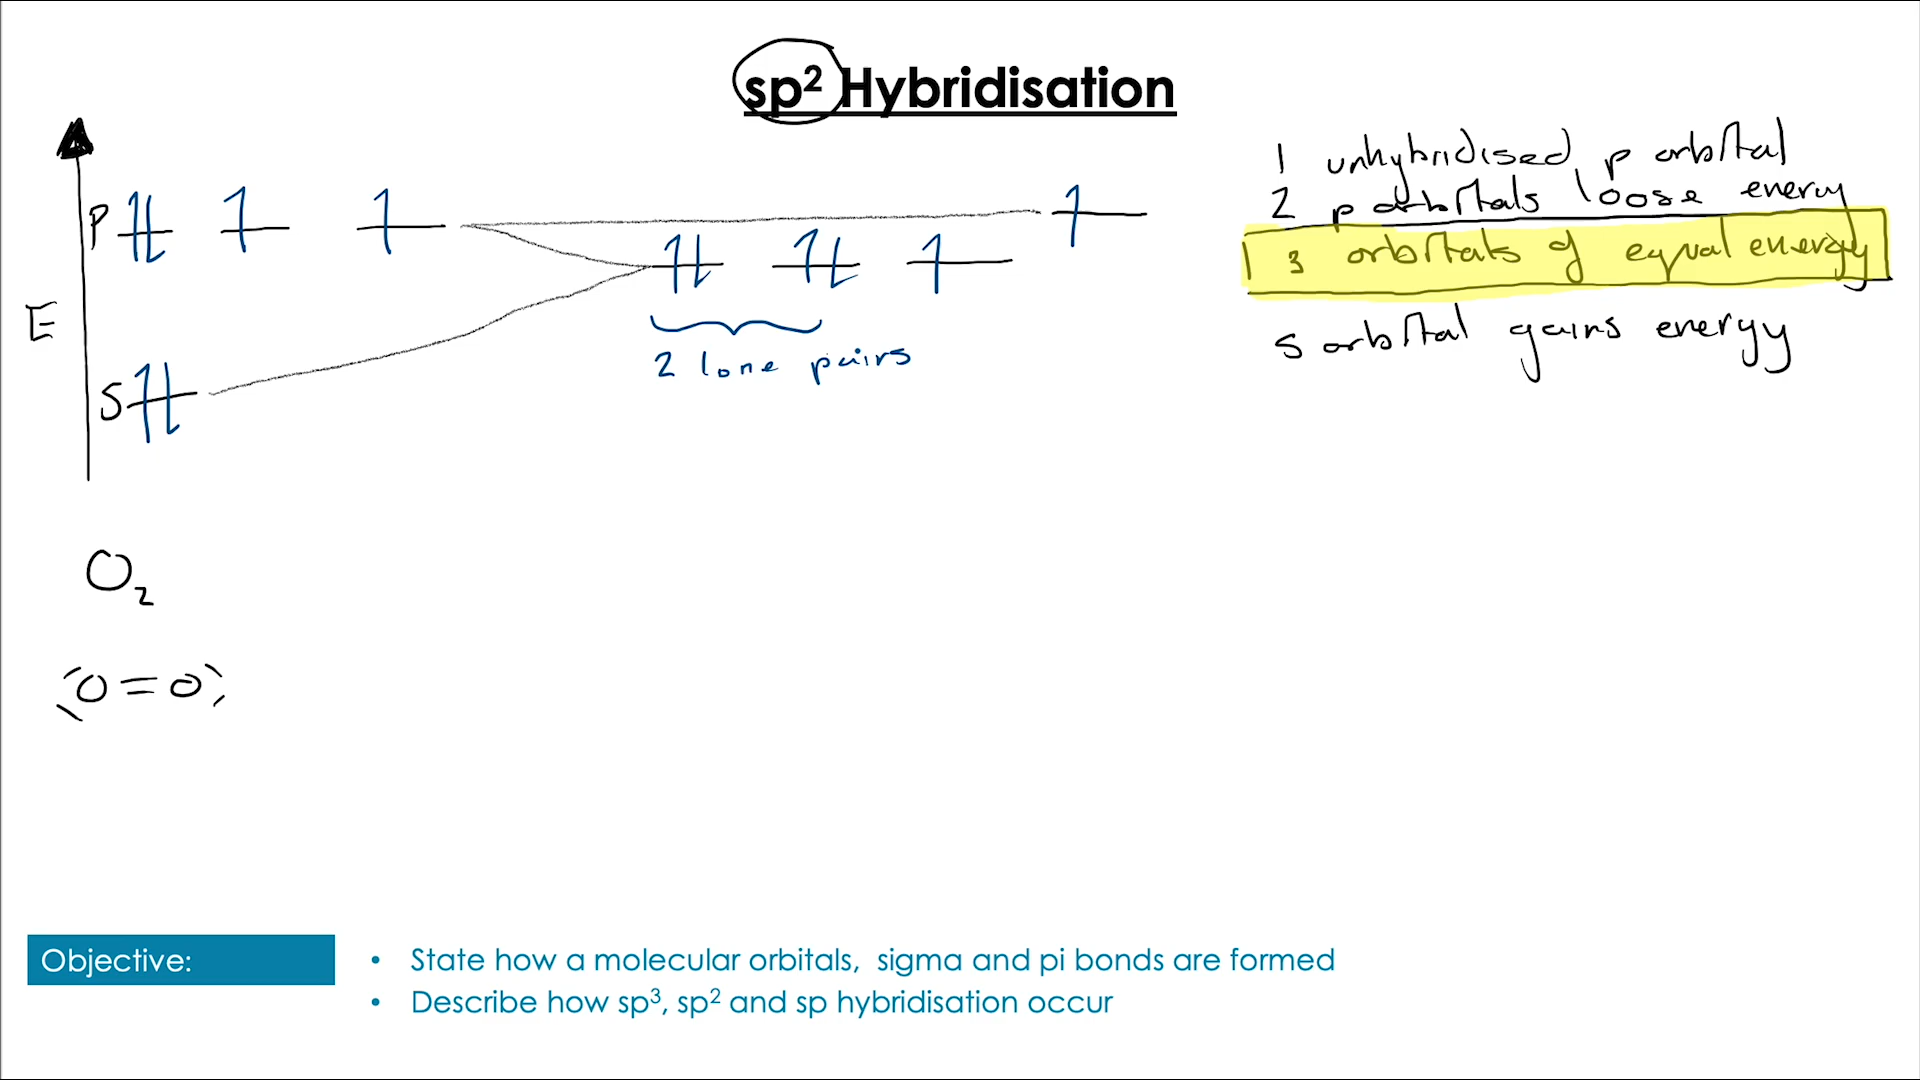 sp² Hybridisation
1 unhybridised p orbital
2 p orbitals loose energy
3 orbitals of equal energy
s orbital gains energy
P
E
S
2 lone pairs
O₂
O=O
Objective:
• State how a molecular orbitals, sigma and pi bonds are formed
• Describe how sp³, sp² and sp hybridisation occur